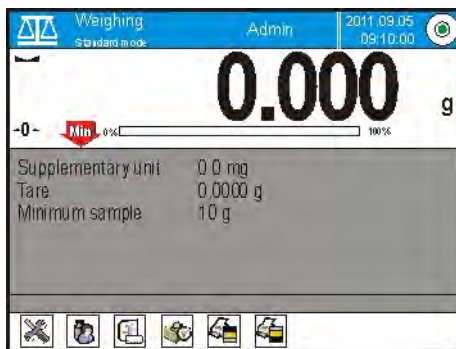 Weighing
Standard mode
Admin
2011.09.05
09:10:00
0.000 g
-0-
Min 0% 100%
Supplementary unit 0.0 mg
Tare 0.0000 g
Minimum sample 10 g